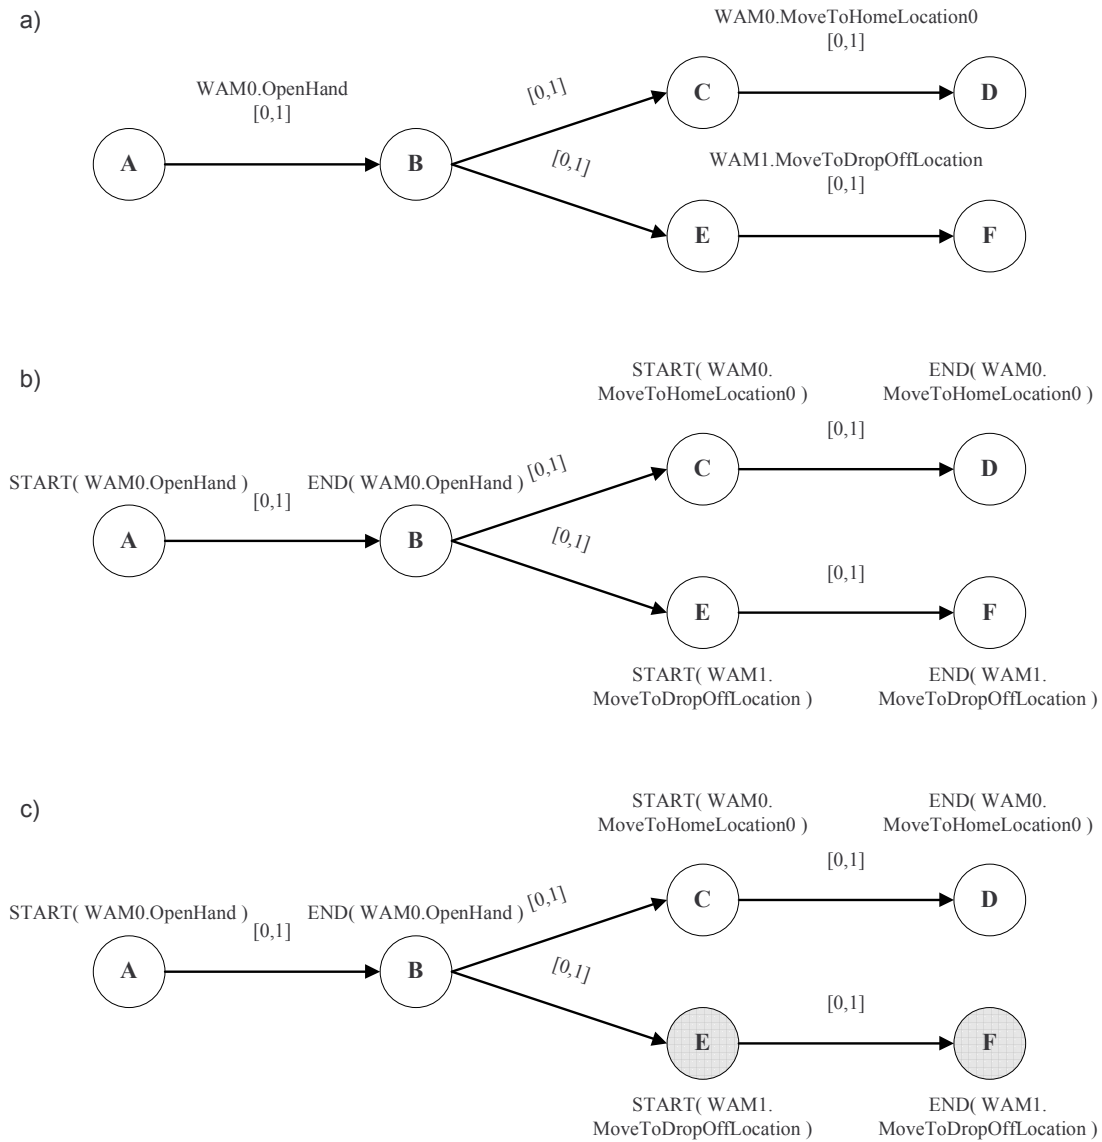 a)
WAM0.MoveToHomeLocation0
[0,1]
WAM0.OpenHand
[0,1]
[0,1]
C
D
A
B
[0,1]
WAM1.MoveToDropOffLocation
[0,1]
E
F
b)
START( WAM0.
MoveToHomeLocation0 )
END( WAM0.
MoveToHomeLocation0 )
[0,1]
START( WAM0.OpenHand )
[0,1]
END( WAM0.OpenHand )
[0,1]
C
D
A
B
[0,1]
[0,1]
E
F
START( WAM1.
MoveToDropOffLocation )
END( WAM1.
MoveToDropOffLocation )
c)
START( WAM0.
MoveToHomeLocation0 )
END( WAM0.
MoveToHomeLocation0 )
[0,1]
START( WAM0.OpenHand )
[0,1]
END( WAM0.OpenHand )
[0,1]
C
D
A
B
[0,1]
[0,1]
E
F
START( WAM1.
MoveToDropOffLocation )
END( WAM1.
MoveToDropOffLocation )